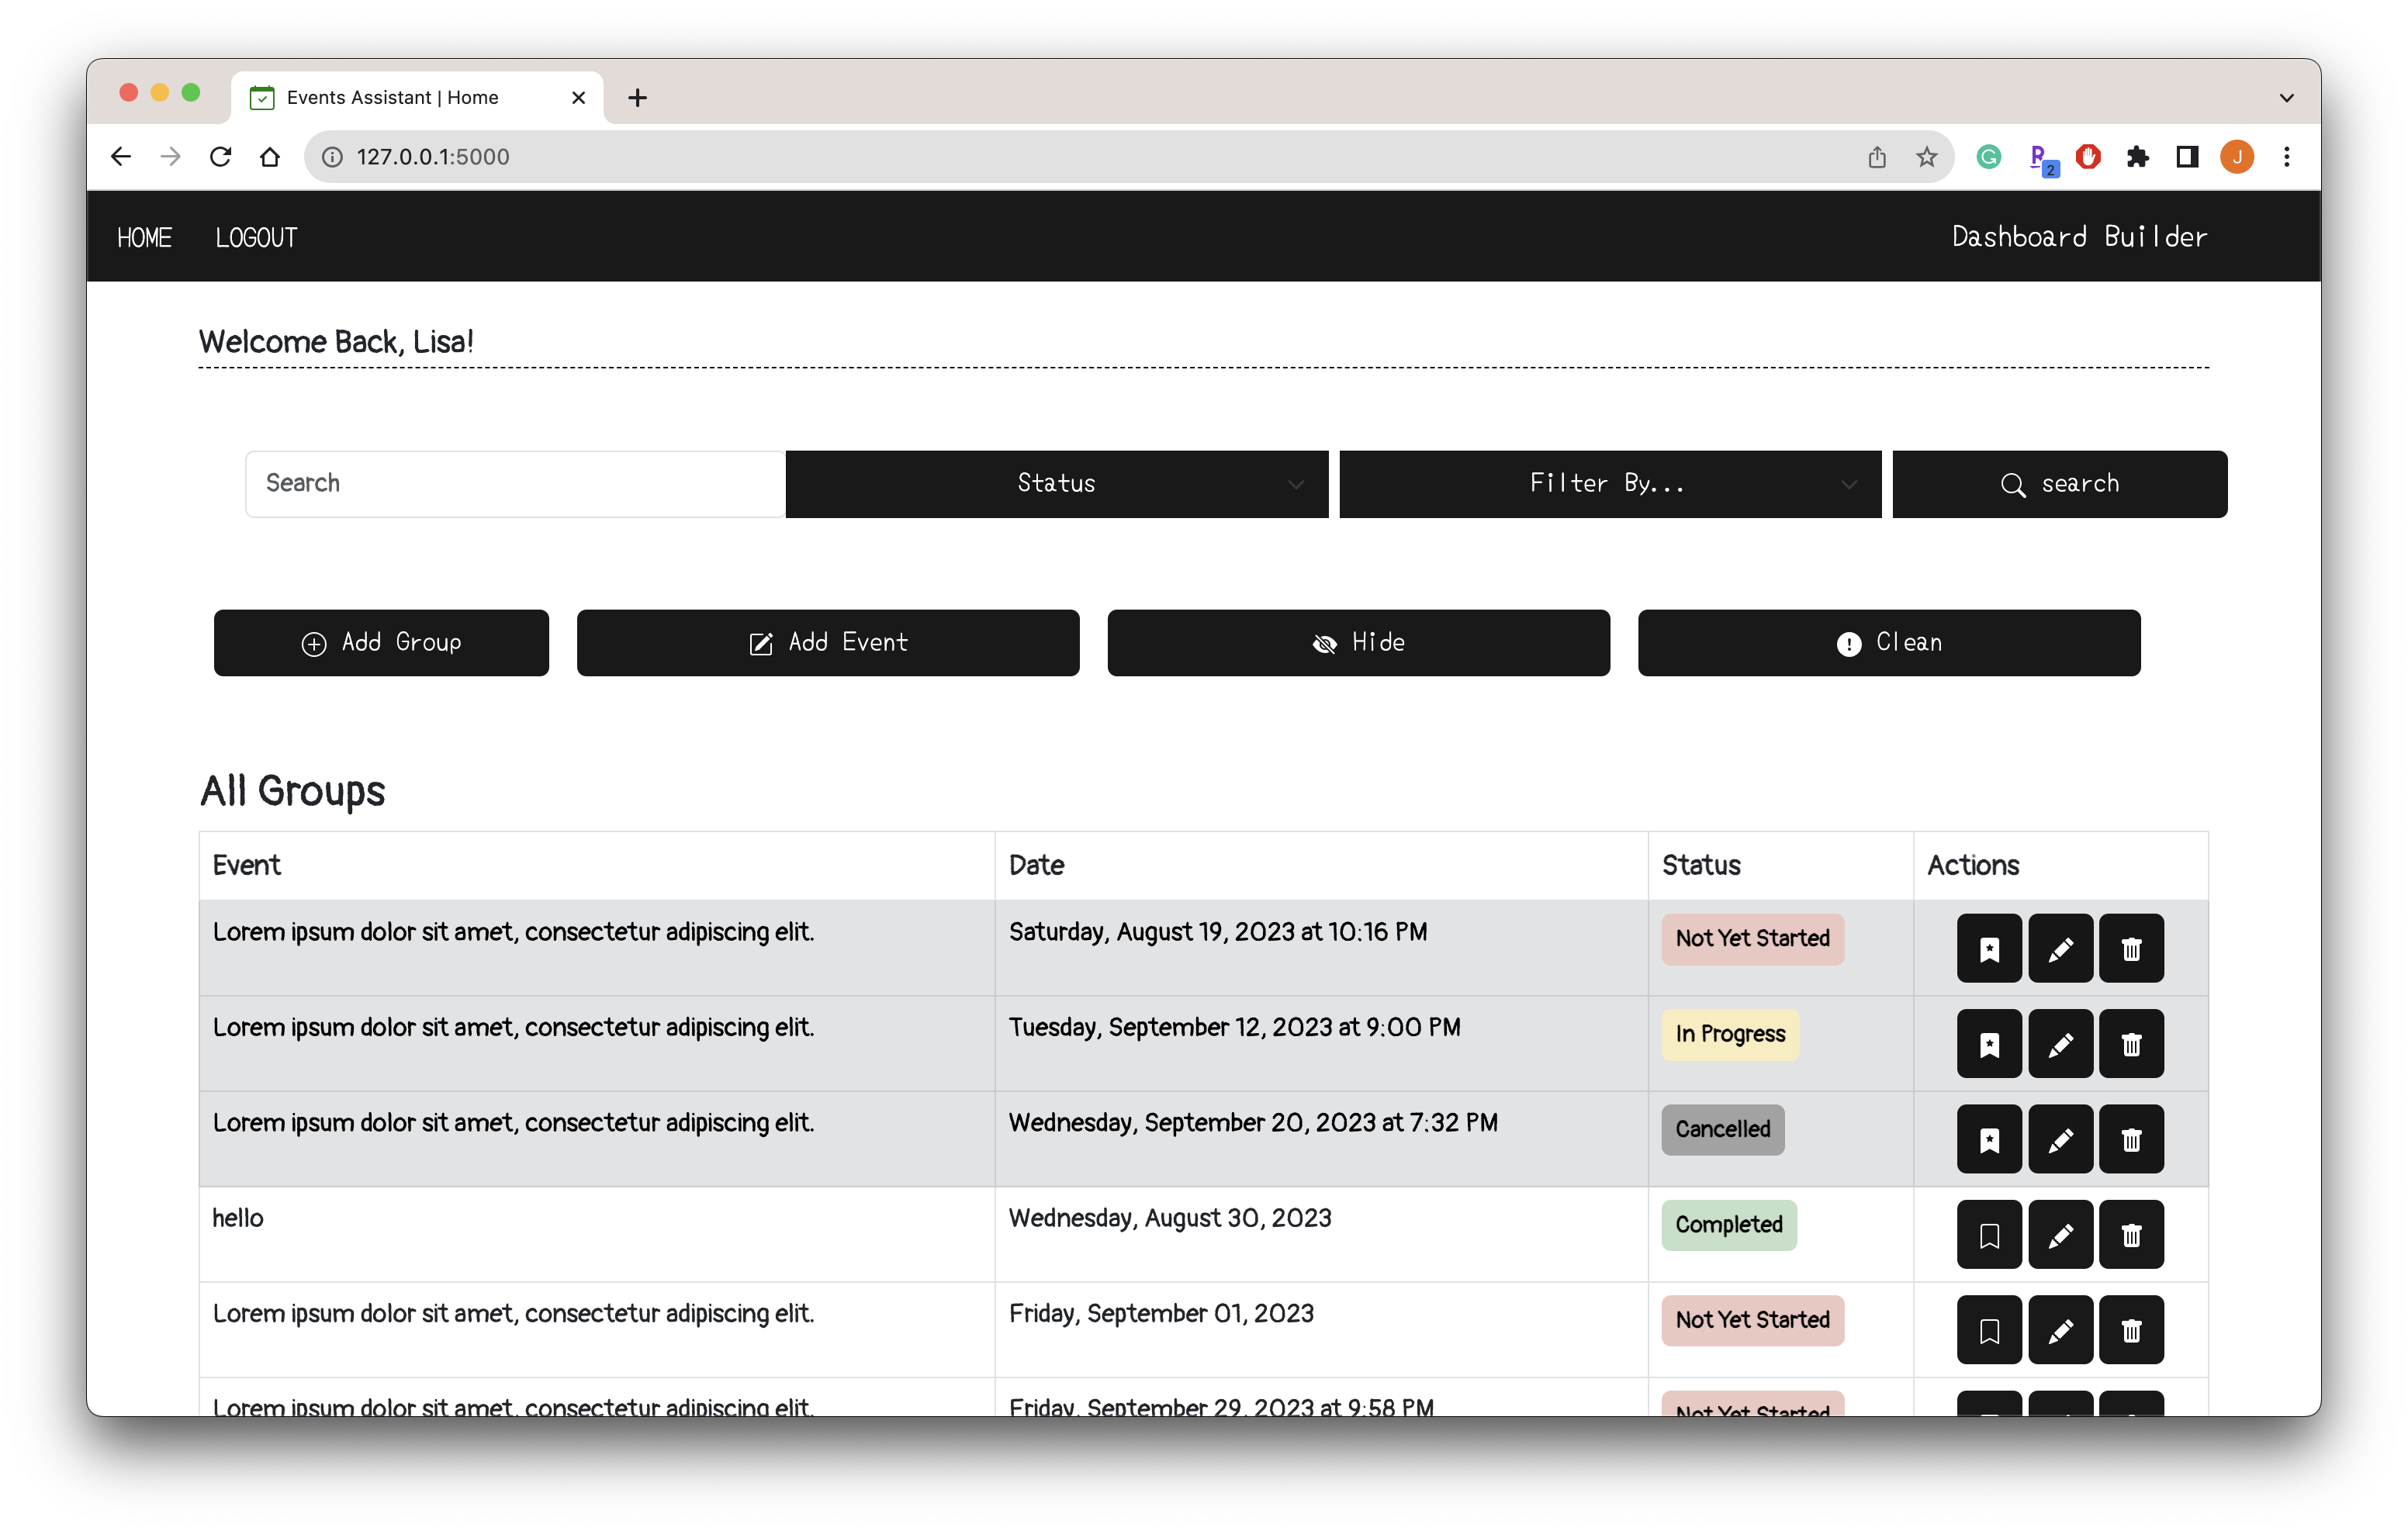 Events Assistant | Home
127.0.0.1:5000
2
J
HOME LOGOUT Dashboard Builder
Welcome Back, Lisa!
Search Status Filter By... search
Add Group Add Event Hide Clean
All Groups
Event Date Status Actions
Lorem ipsum dolor sit amet, consectetur adipiscing elit. Saturday, August 19, 2023 at 10:16 PM Not Yet Started
Lorem ipsum dolor sit amet, consectetur adipiscing elit. Tuesday, September 12, 2023 at 9:00 PM In Progress
Lorem ipsum dolor sit amet, consectetur adipiscing elit. Wednesday, September 20, 2023 at 7:32 PM Cancelled
hello Wednesday, August 30, 2023 Completed
Lorem ipsum dolor sit amet, consectetur adipiscing elit. Friday, September 01, 2023 Not Yet Started
Lorem ipsum dolor sit amet, consectetur adipiscing elit. Friday, September 29, 2023 at 9:58 PM Not Yet Started